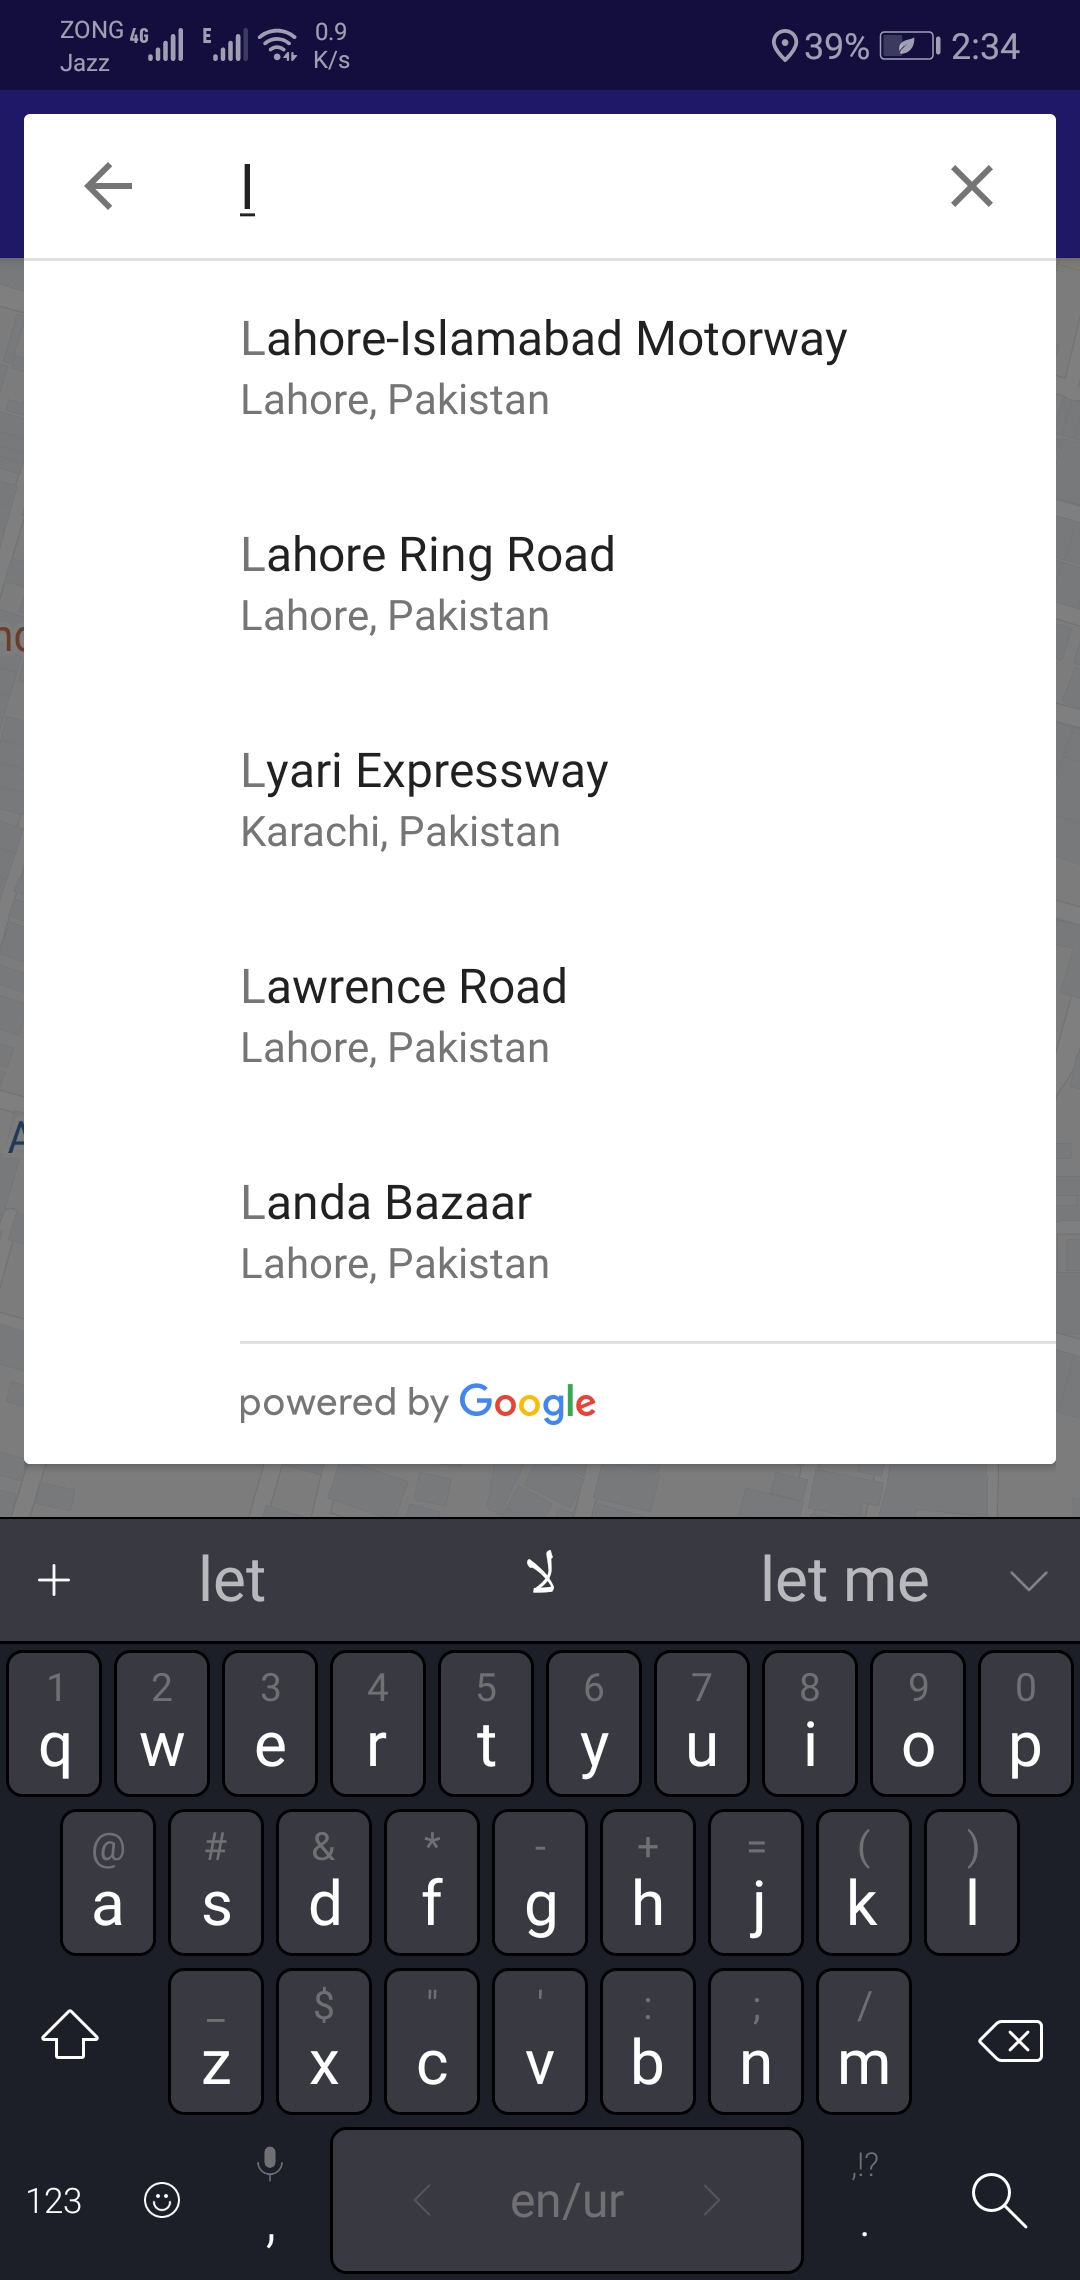 ZONG 4G E 0.9
Jazz K/s 39% 2:34
l
Lahore-Islamabad Motorway
Lahore, Pakistan
Lahore Ring Road
Lahore, Pakistan
Lyari Expressway
Karachi, Pakistan
Lawrence Road
Lahore, Pakistan
Landa Bazaar
Lahore, Pakistan
powered by Google
+ let لا let me
1 2 3 4 5 6 7 8 9 0
q w e r t y u i o p
@ # & * - + = ( )
a s d f g h j k l
_ $ " ' : ; /
z x c v b n m
,!?
123 , < en/ur > .